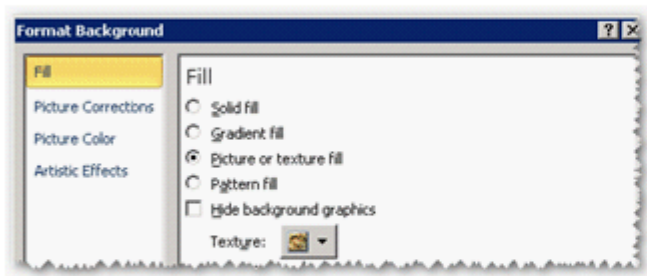 Format Background
Fill
Picture Corrections
Picture Color
Artistic Effects
Fill
Solid fill
Gradient fill
Picture or texture fill
Pattern fill
Hide background graphics
Texture: